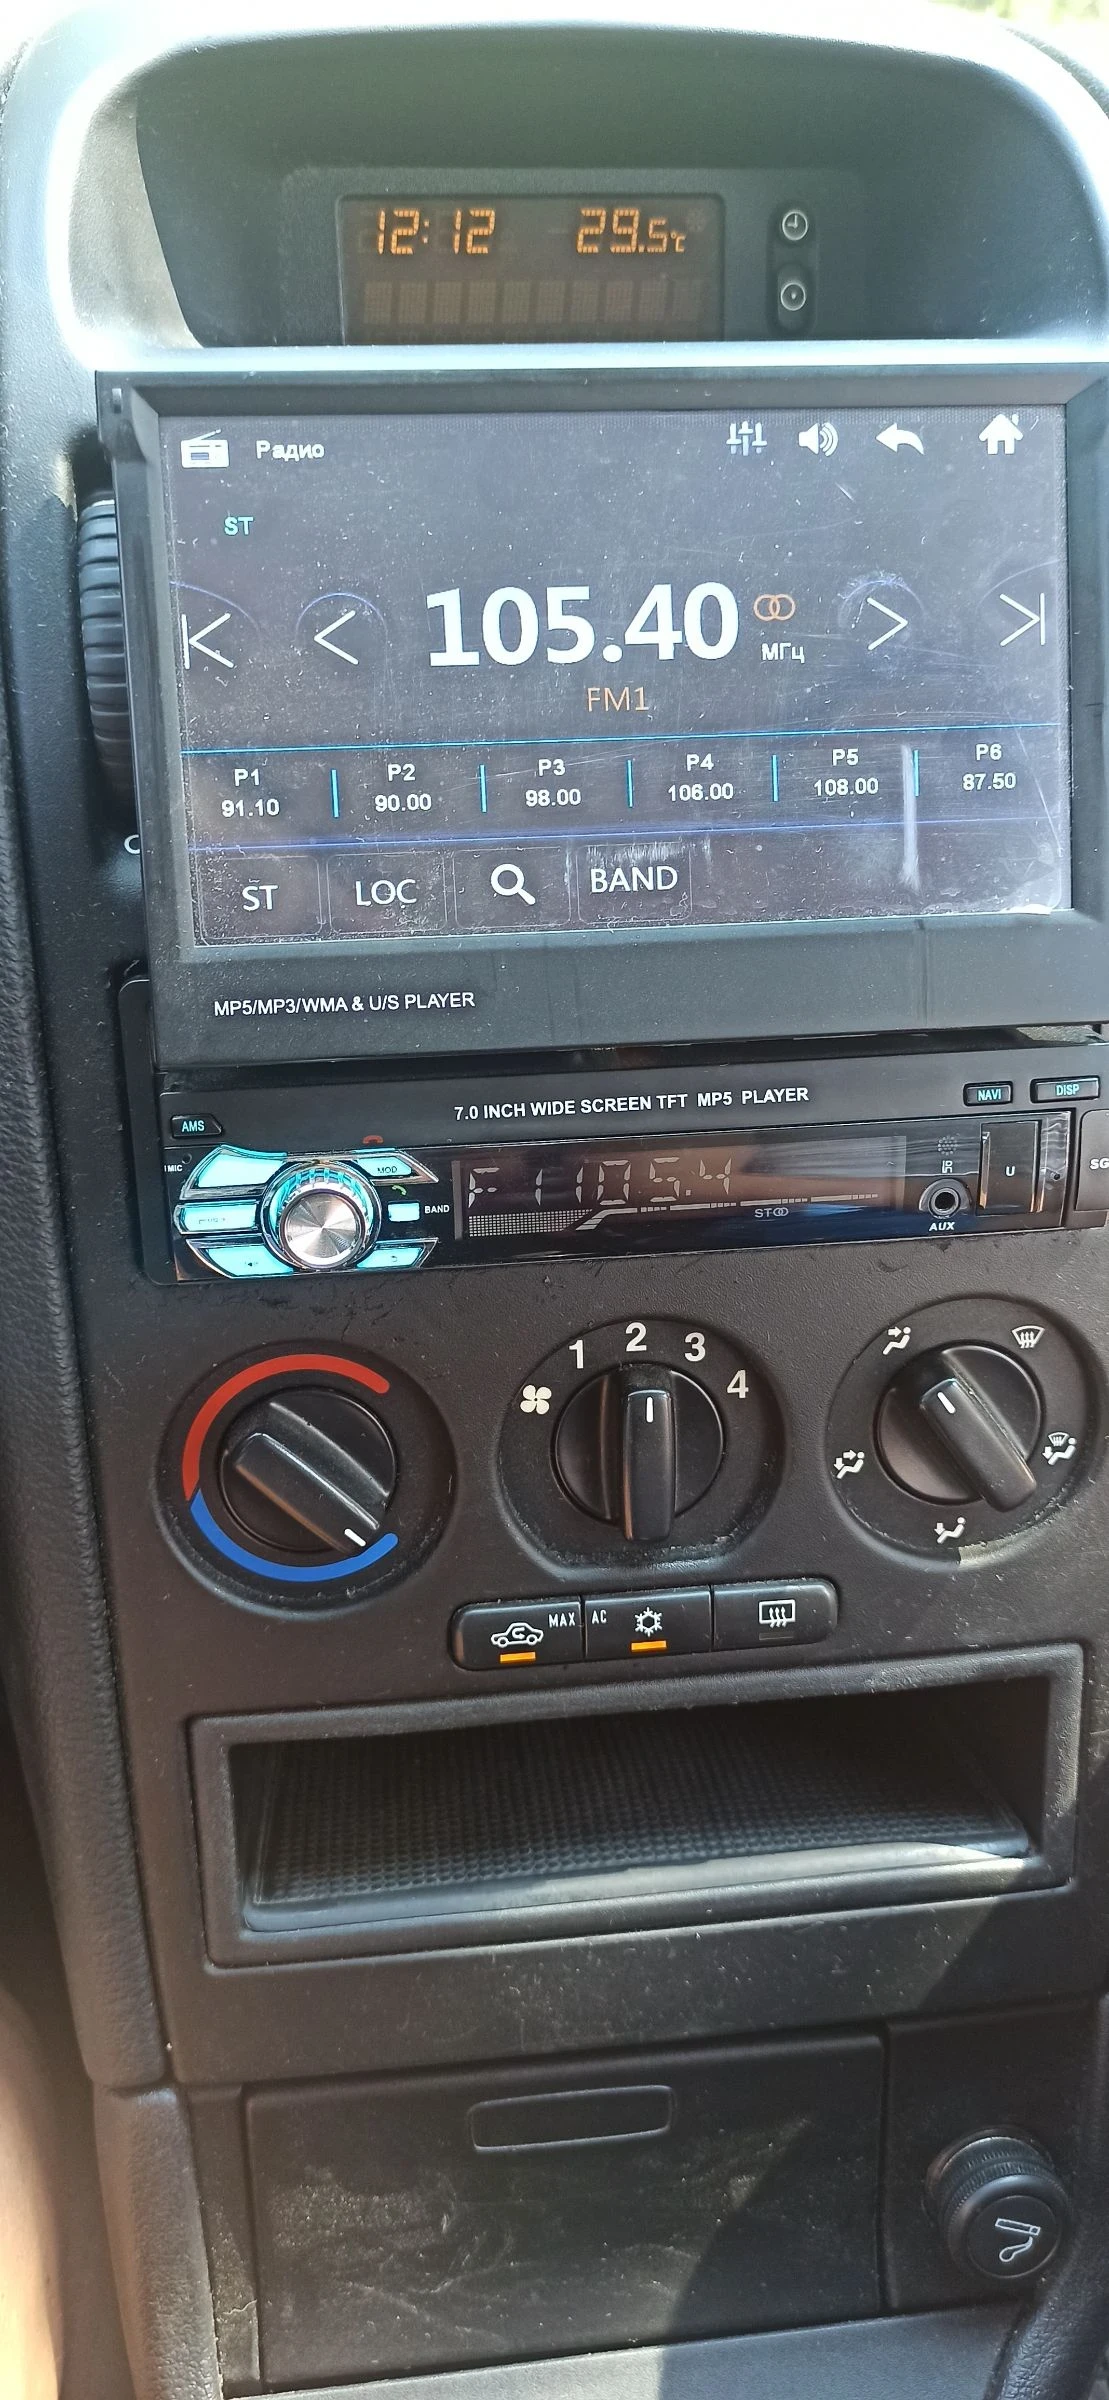 12:12 29.5°C
Радио
ST
105.40
МГц
FM1
P1 P2 P3 P4 P5 P6
91.10 90.00 98.00 106.00 108.00 87.50
ST LOC BAND
MP5/MP3/WMA & U/S PLAYER
7.0 INCH WIDE SCREEN TFT MP5 PLAYER NAVI DISP
AMS
MIC MOD
F1 105.4 U
BAND ST
AUX
1 2 3 4
MAX AC